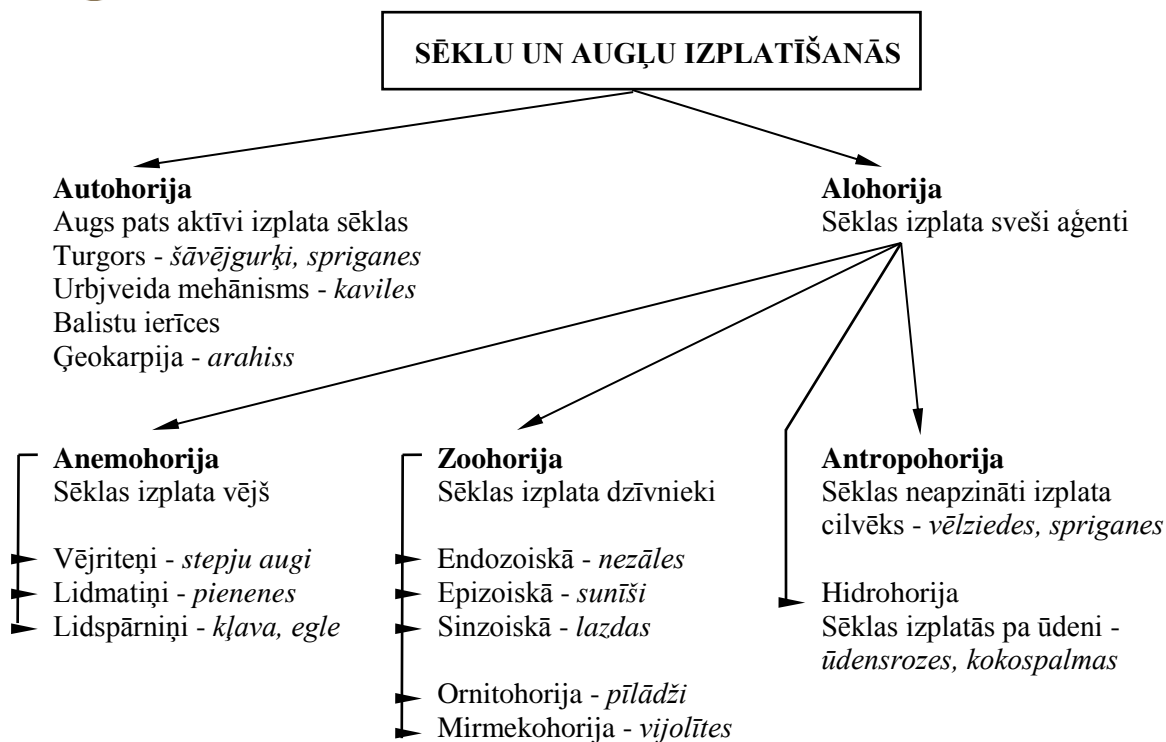 SĒKLU UN AUGĻU IZPLATĪŠANĀS
Autohorija
Augs pats aktīvi izplata sēklas
Turgors - šāvējgurķi, spriganes
Urbjveida mehānisms - kaviles
Balistu ierīces
Ģeokarpija - arahiss
Alohorija
Sēklas izplata sveši aģenti
Anemohorija
Sēklas izplata vējš
Vējriteņi - stepju augi
Lidmatiņi - pienenes
Lidspārniņi - kļava, egle
Zoohorija
Sēklas izplata dzīvnieki
Endozoiskā - nezāles
Epizoiskā - sunīši
Sinzoiskā - lazdas
Ornitohorija - pīlādži
Mirmekohorija - vijolītes
Antropohorija
Sēklas neapzināti izplata
cilvēks - vēlziedes, spriganes
Hidrohorija
Sēklas izplatās pa ūdeni -
ūdensrozes, kokospalmas